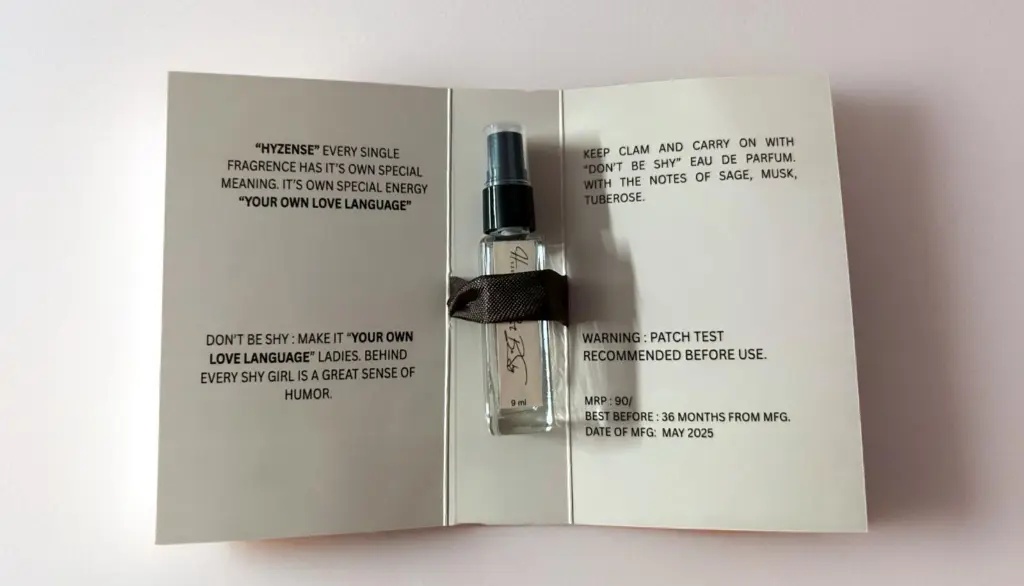 “HYZENSE” EVERY SINGLE
FRAGRENCE HAS IT’S OWN SPECIAL
MEANING. IT’S OWN SPECIAL ENERGY
“YOUR OWN LOVE LANGUAGE”
DON’T BE SHY : MAKE IT “YOUR OWN
LOVE LANGUAGE” LADIES. BEHIND
EVERY SHY GIRL IS A GREAT SENSE OF
HUMOR.
9 ml
KEEP CLAM AND CARRY ON WITH
“DON’T BE SHY” EAU DE PARFUM.
WITH THE NOTES OF SAGE, MUSK,
TUBEROSE.
WARNING : PATCH TEST
RECOMMENDED BEFORE USE.
MRP : 90/
BEST BEFORE : 36 MONTHS FROM MFG.
DATE OF MFG: MAY 2025